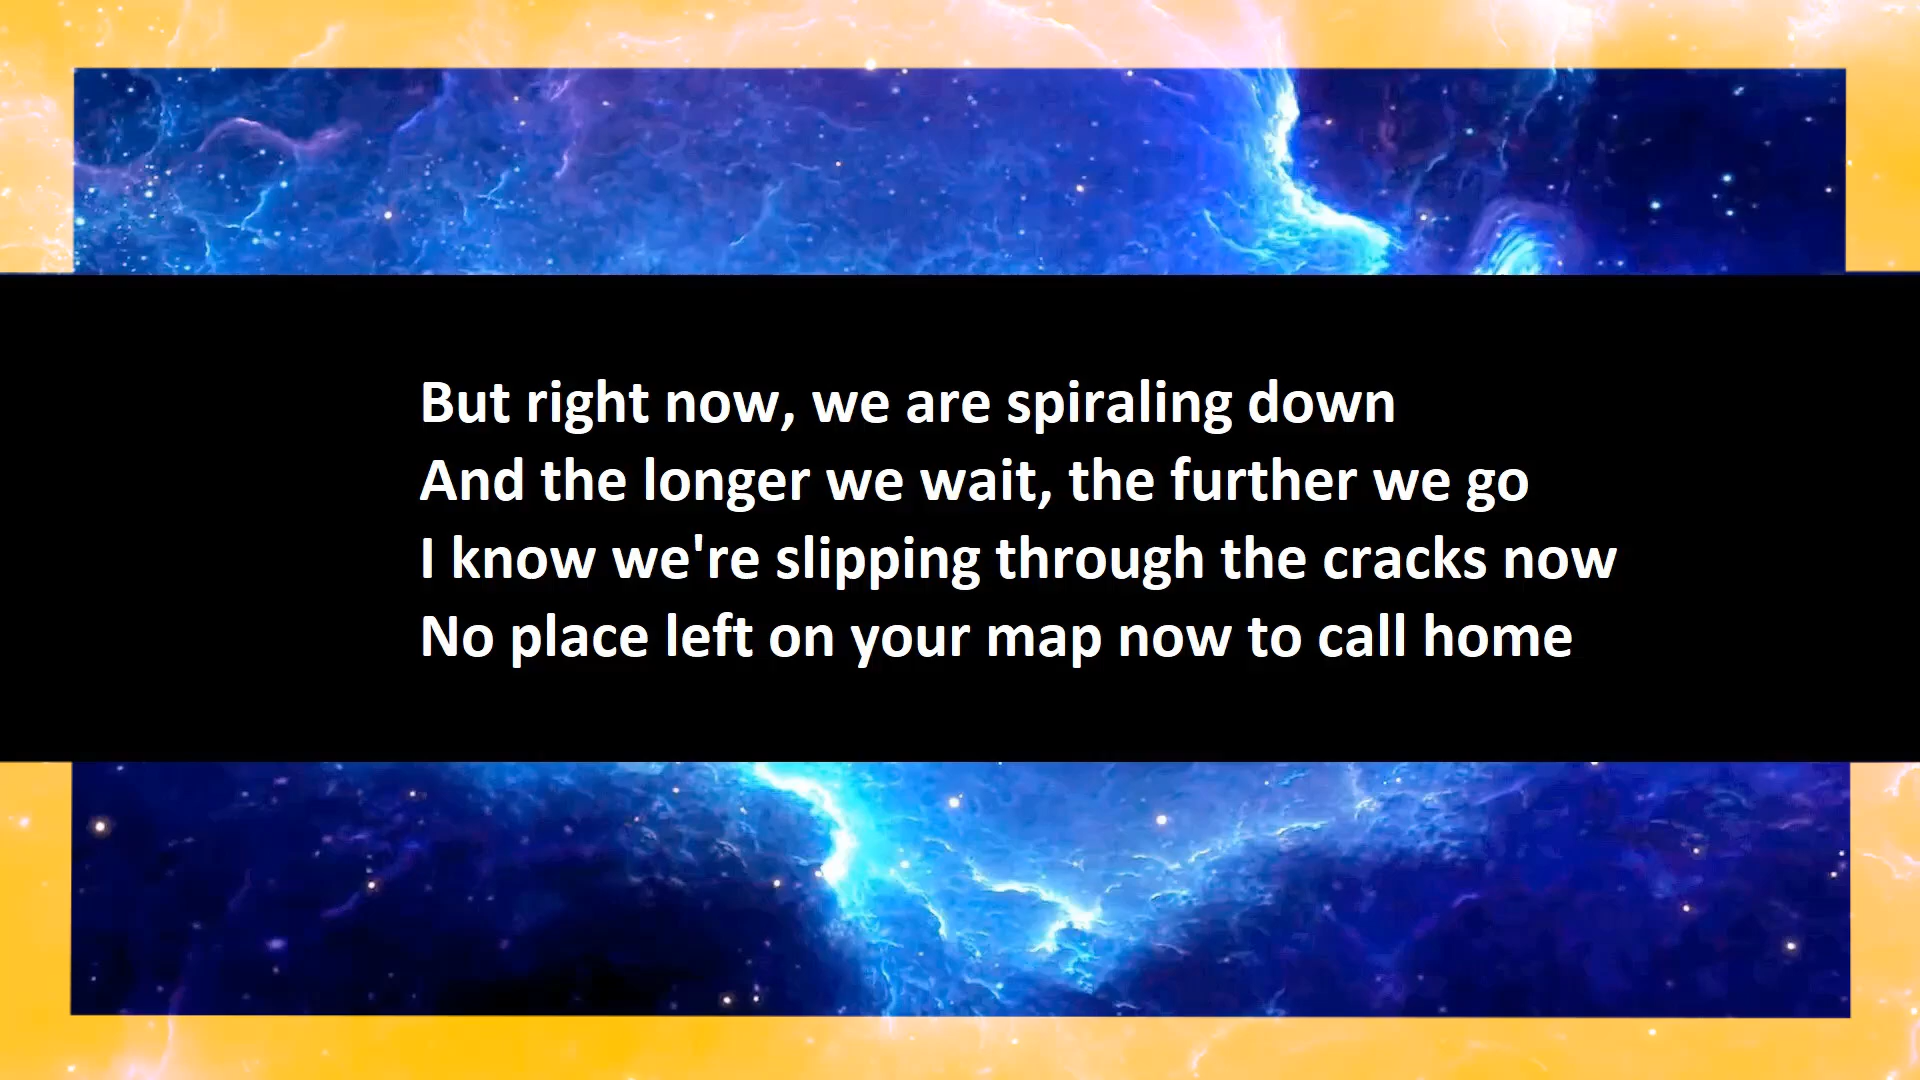 But right now, we are spiraling down
And the longer we wait, the further we go
I know we're slipping through the cracks now
No place left on your map now to call home